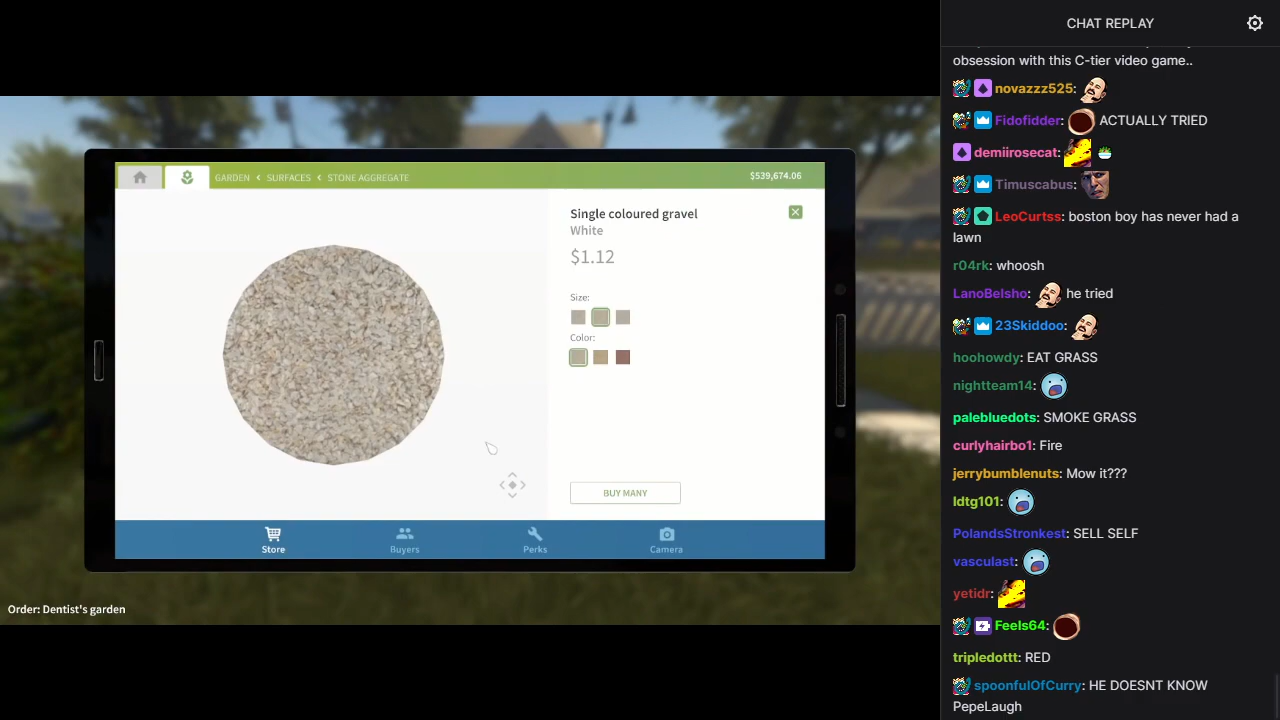 GARDEN < SURFACES < STONE AGGREGATE
$539,674.06
Single coloured gravel
White
$1.12
Size:
Color:
BUY MANY
Store
Buyers
Perks
Camera
Order: Dentist's garden
CHAT REPLAY
obsession with this C-tier video game..
novazzz525:
Fidofidder: ACTUALLY TRIED
demiirosecat:
Timuscabus:
LeoCurtss: boston boy has never had a
lawn
r04rk: whoosh
LanoBelsho: he tried
23Skiddoo:
hoohowdy: EAT GRASS
nightteam14:
palebluedots: SMOKE GRASS
curlyhairbo1: Fire
jerrybumblenuts: Mow it???
ldtg101:
PolandsStronkest: SELL SELF
vasculast:
yetidr:
Feels64:
tripledottt: RED
spoonfulOfCurry: HE DOESNT KNOW
PepeLaugh